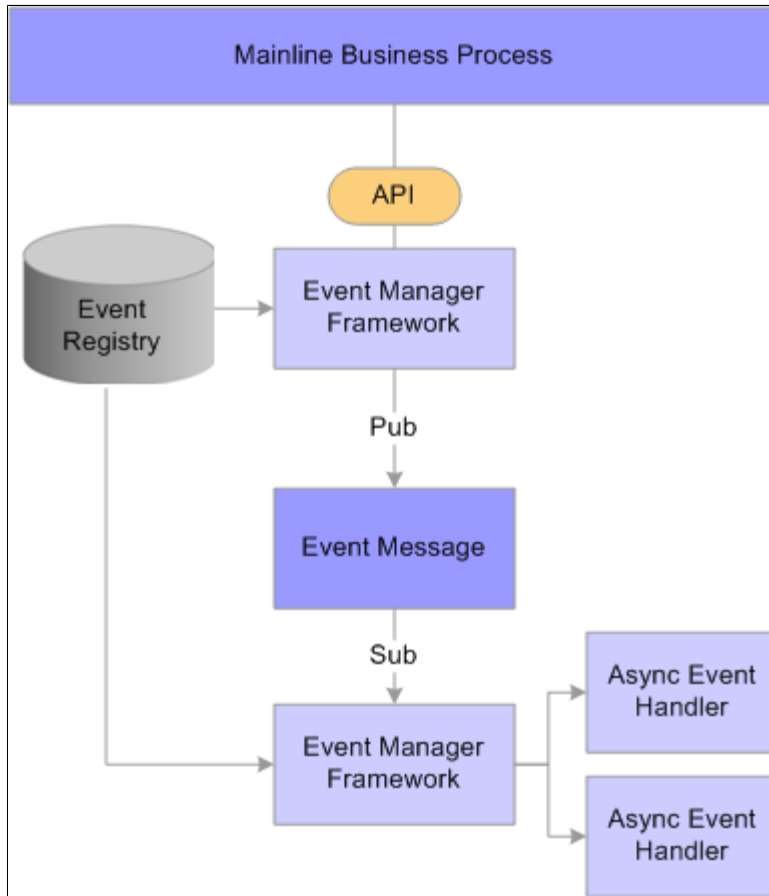 Mainline Business Process
API
Event Manager
Framework
Event
Registry
Pub
Event Message
Sub
Event Manager
Framework
Async Event
Handler
Async Event
Handler